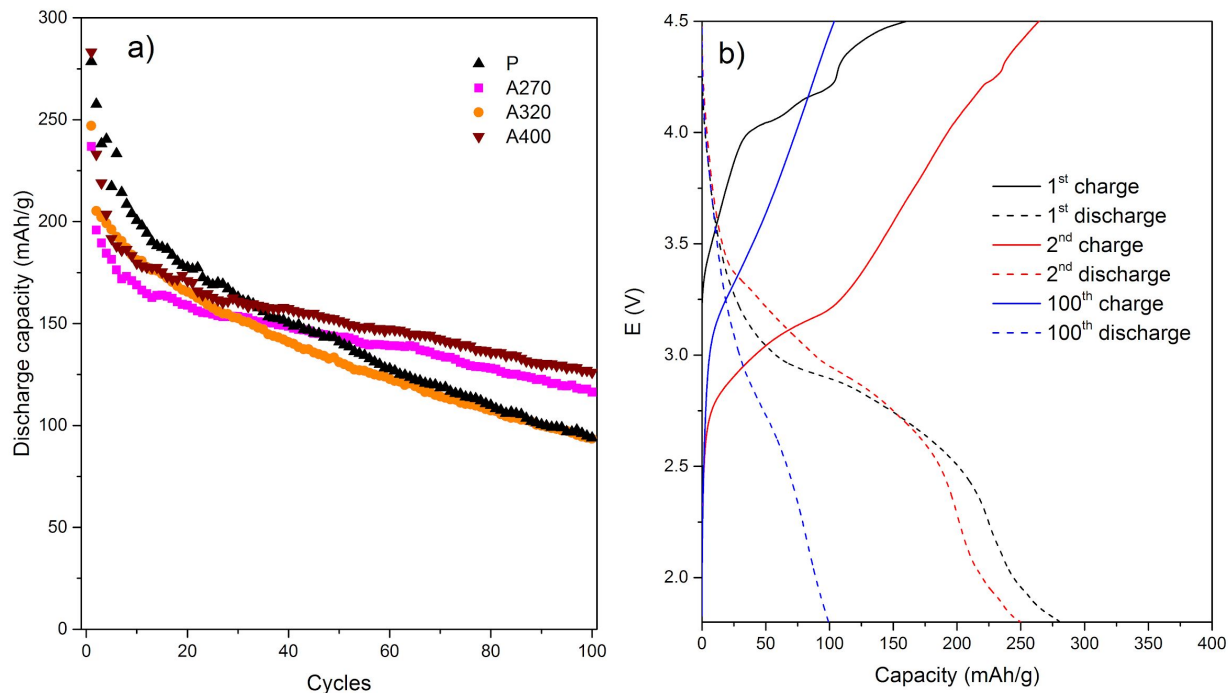 a)
P
A270
A320
A400
300
250
200
150
100
50
0
0 20 40 60 80 100
Discharge capacity (mAh/g)
Cycles
b)
1st charge
1st discharge
2nd charge
2nd discharge
100th charge
100th discharge
4.5
4.0
3.5
3.0
2.5
2.0
0 50 100 150 200 250 300 350 400
E (V)
Capacity (mAh/g)